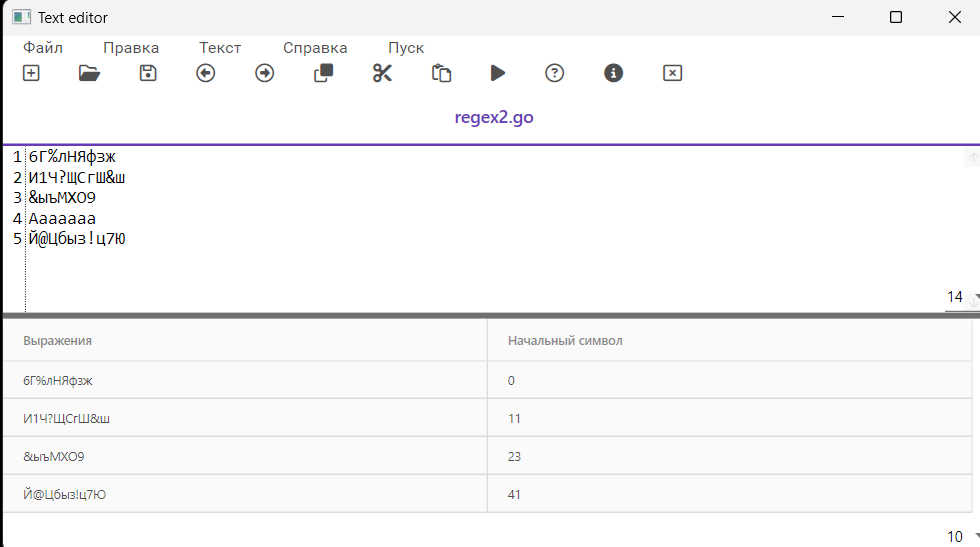 Text editor
Файл Правка Текст Справка Пуск
regex2.go
1 6Г%лНЯфзж
2 И1Ч?ЩСгШ&ш
3 &ыъМХО9
4 Ааааааа
5 Й@Цбыз!ц7Ю
14
Выражения Начальный символ
6Г%лНЯфзж 0
И1Ч?ЩСгШ&ш 11
&ыъМХО9 23
Й@Цбыз!ц7Ю 41
10